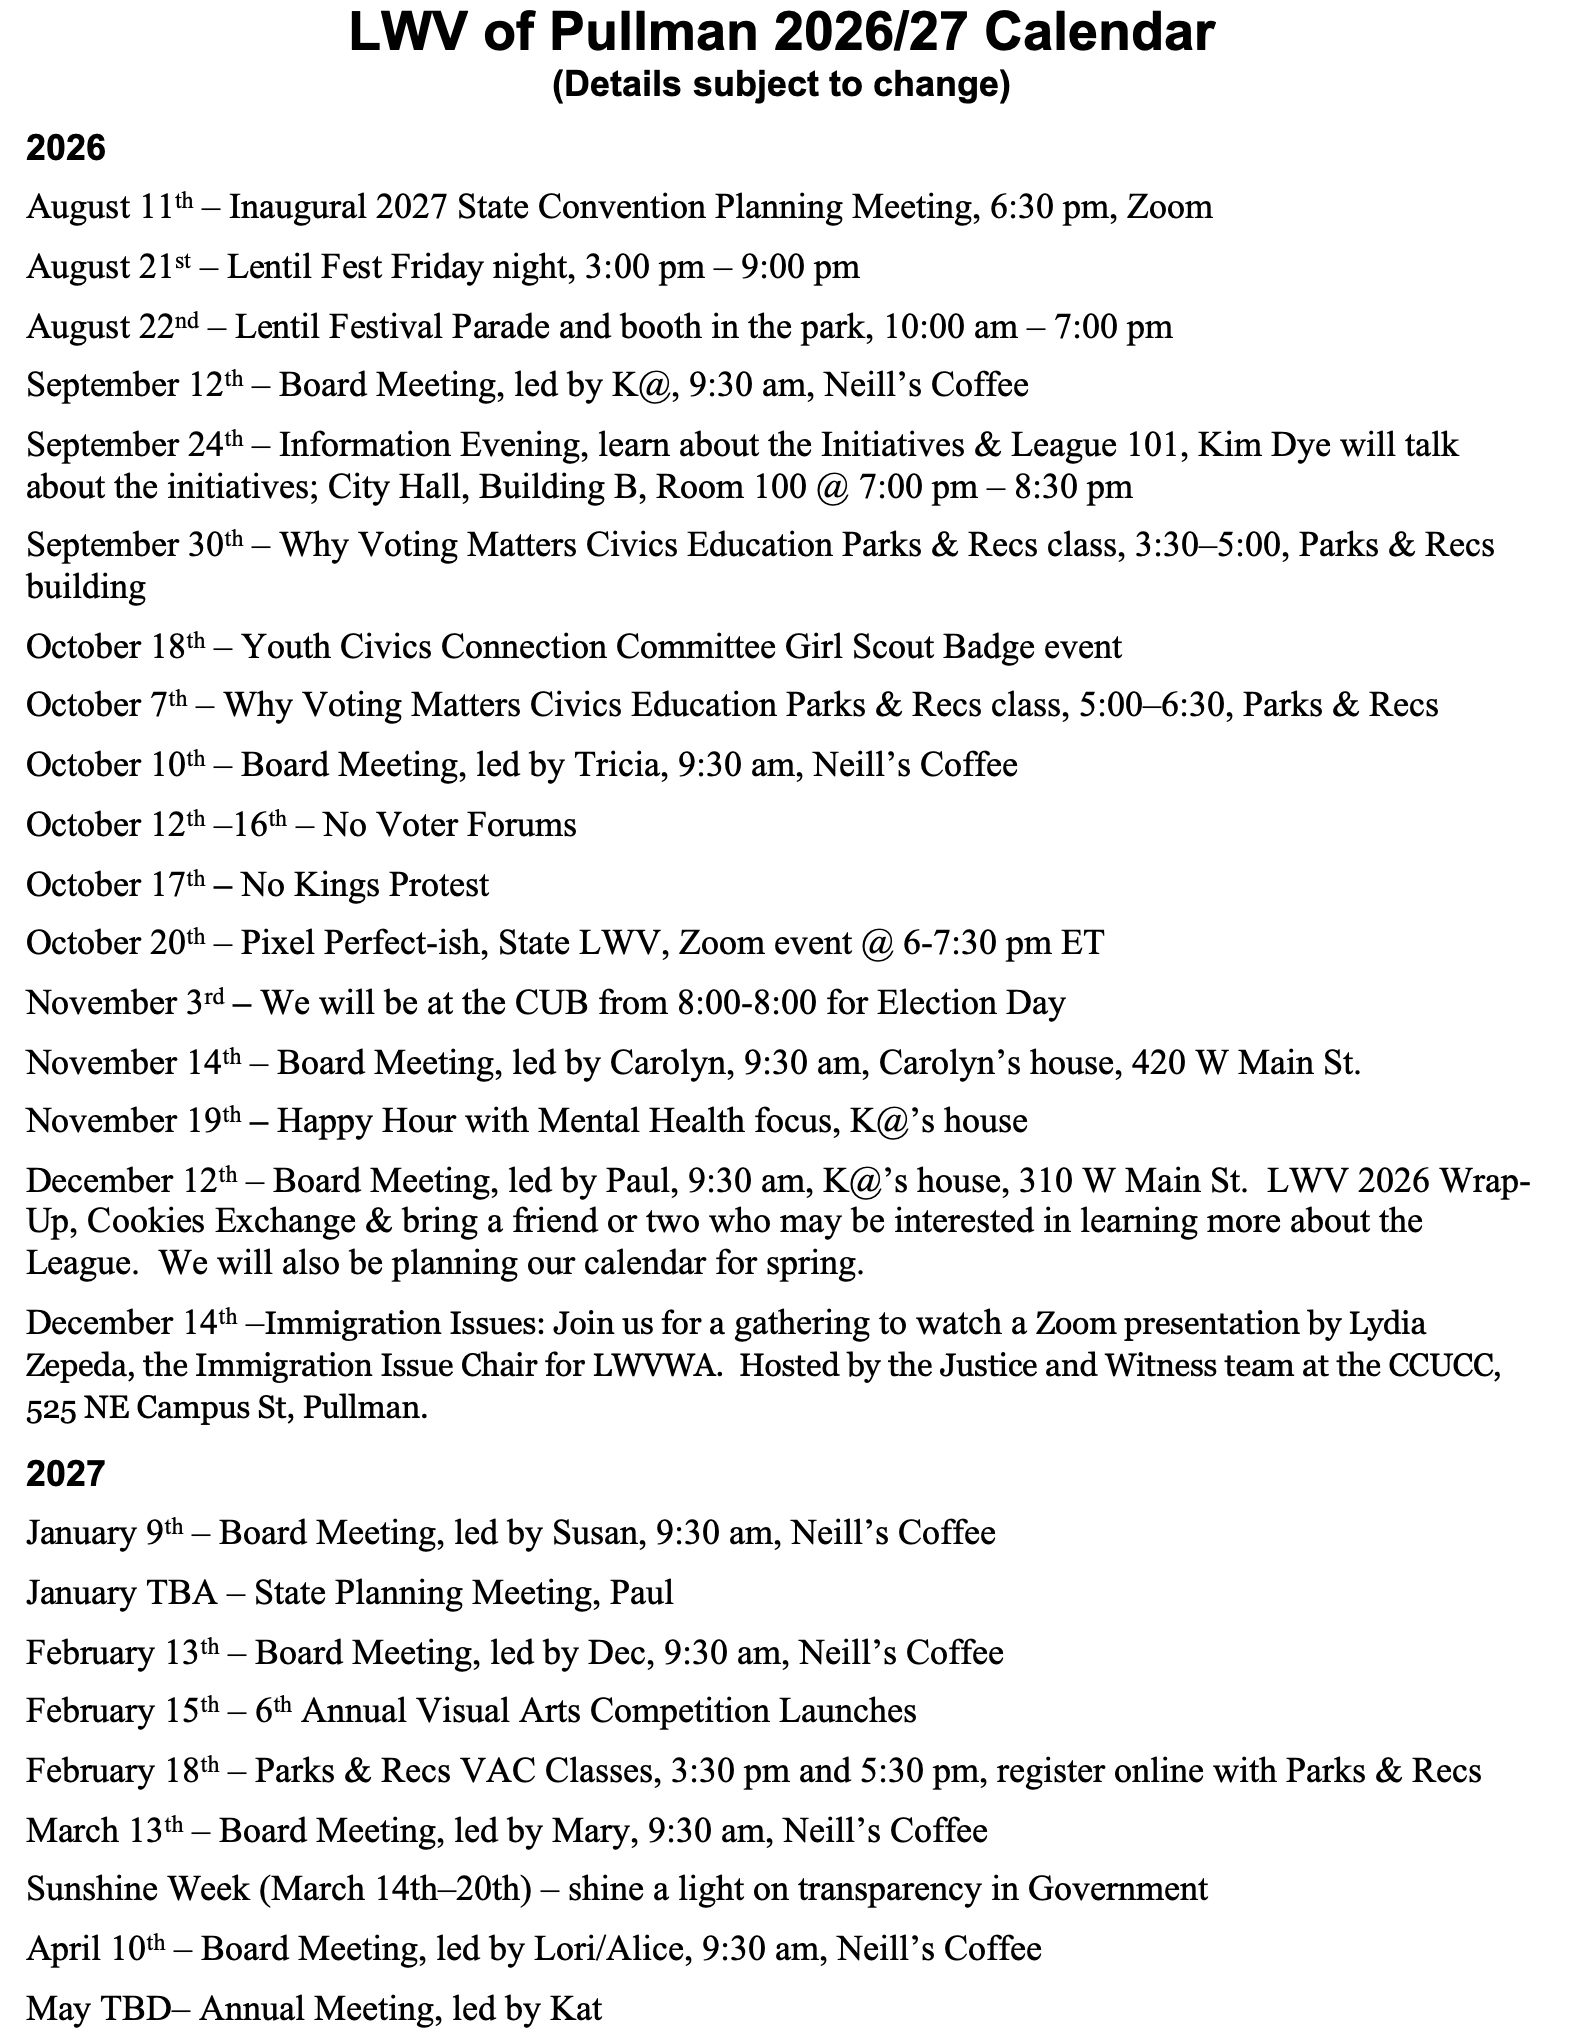 LWV of Pullman 2026/27 Calendar
(Details subject to change)
2026
August 11th – Inaugural 2027 State Convention Planning Meeting, 6:30 pm, Zoom
August 21st – Lentil Fest Friday night, 3:00 pm – 9:00 pm
August 22nd – Lentil Festival Parade and booth in the park, 10:00 am – 7:00 pm
September 12th – Board Meeting, led by K@, 9:30 am, Neill’s Coffee
September 24th – Information Evening, learn about the Initiatives & League 101, Kim Dye will talk
about the initiatives; City Hall, Building B, Room 100 @ 7:00 pm – 8:30 pm
September 30th – Why Voting Matters Civics Education Parks & Recs class, 3:30–5:00, Parks & Recs
building
October 18th – Youth Civics Connection Committee Girl Scout Badge event
October 7th – Why Voting Matters Civics Education Parks & Recs class, 5:00–6:30, Parks & Recs
October 10th – Board Meeting, led by Tricia, 9:30 am, Neill’s Coffee
October 12th –16th – No Voter Forums
October 17th – No Kings Protest
October 20th – Pixel Perfect-ish, State LWV, Zoom event @ 6-7:30 pm ET
November 3rd – We will be at the CUB from 8:00-8:00 for Election Day
November 14th – Board Meeting, led by Carolyn, 9:30 am, Carolyn’s house, 420 W Main St.
November 19th – Happy Hour with Mental Health focus, K@’s house
December 12th – Board Meeting, led by Paul, 9:30 am, K@’s house, 310 W Main St.  LWV 2026 Wrap-
Up, Cookies Exchange & bring a friend or two who may be interested in learning more about the
League.  We will also be planning our calendar for spring.
December 14th –Immigration Issues: Join us for a gathering to watch a Zoom presentation by Lydia
Zepeda, the Immigration Issue Chair for LWVWA.  Hosted by the Justice and Witness team at the CCUCC,
525 NE Campus St, Pullman.
2027
January 9th – Board Meeting, led by Susan, 9:30 am, Neill’s Coffee
January TBA – State Planning Meeting, Paul
February 13th – Board Meeting, led by Dec, 9:30 am, Neill’s Coffee
February 15th – 6th Annual Visual Arts Competition Launches
February 18th – Parks & Recs VAC Classes, 3:30 pm and 5:30 pm, register online with Parks & Recs
March 13th – Board Meeting, led by Mary, 9:30 am, Neill’s Coffee
Sunshine Week (March 14th–20th) – shine a light on transparency in Government
April 10th – Board Meeting, led by Lori/Alice, 9:30 am, Neill’s Coffee
May TBD– Annual Meeting, led by Kat